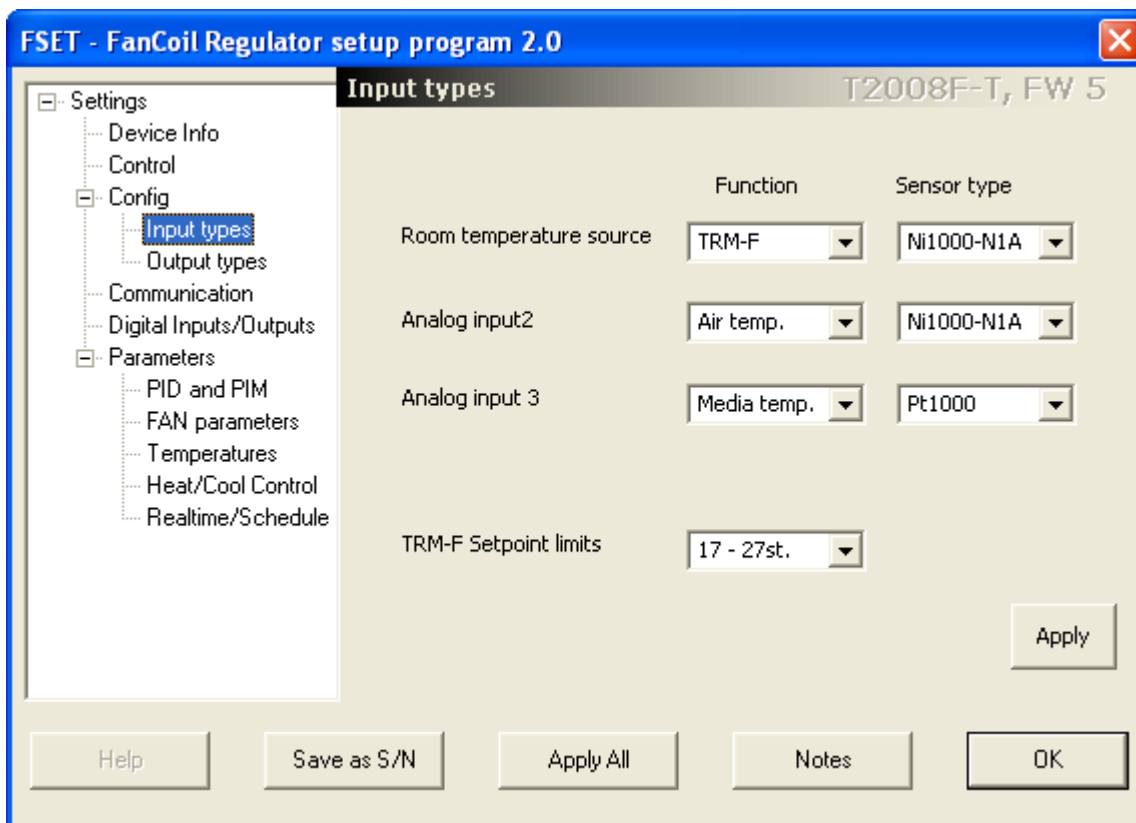 FSET - FanCoil Regulator setup program 2.0
Settings
Device Info
Control
Config
Input types
Output types
Communication
Digital Inputs/Outputs
Parameters
PID and PIM
FAN parameters
Temperatures
Heat/Cool Control
Realtime/Schedule
Input types T2008F-T, FW 5
Function Sensor type
Room temperature source TRM-F Ni1000-N1A
Analog input2 Air temp. Ni1000-N1A
Analog input 3 Media temp. Pt1000
TRM-F Setpoint limits 17 - 27st.
Apply
Help Save as S/N Apply All Notes OK